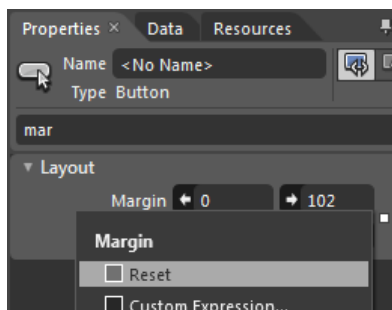 Properties × Data Resources
Name <No Name>
Type Button
mar
Layout
Margin 0 102
Margin
Reset
Custom Expression...